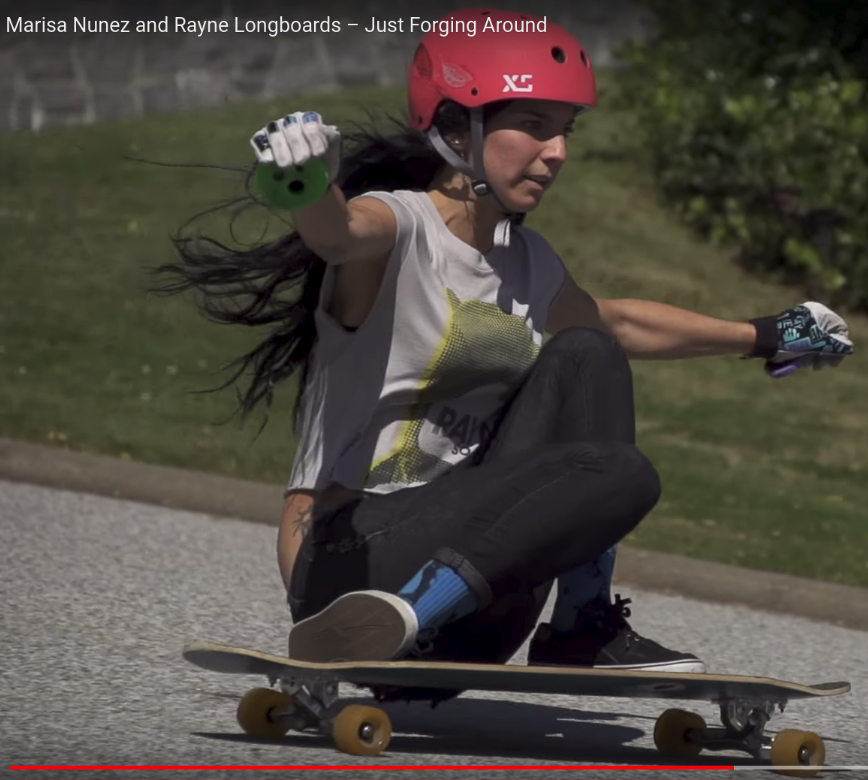 Marisa Nunez and Rayne Longboards – Just Forging Around
XS
RAY